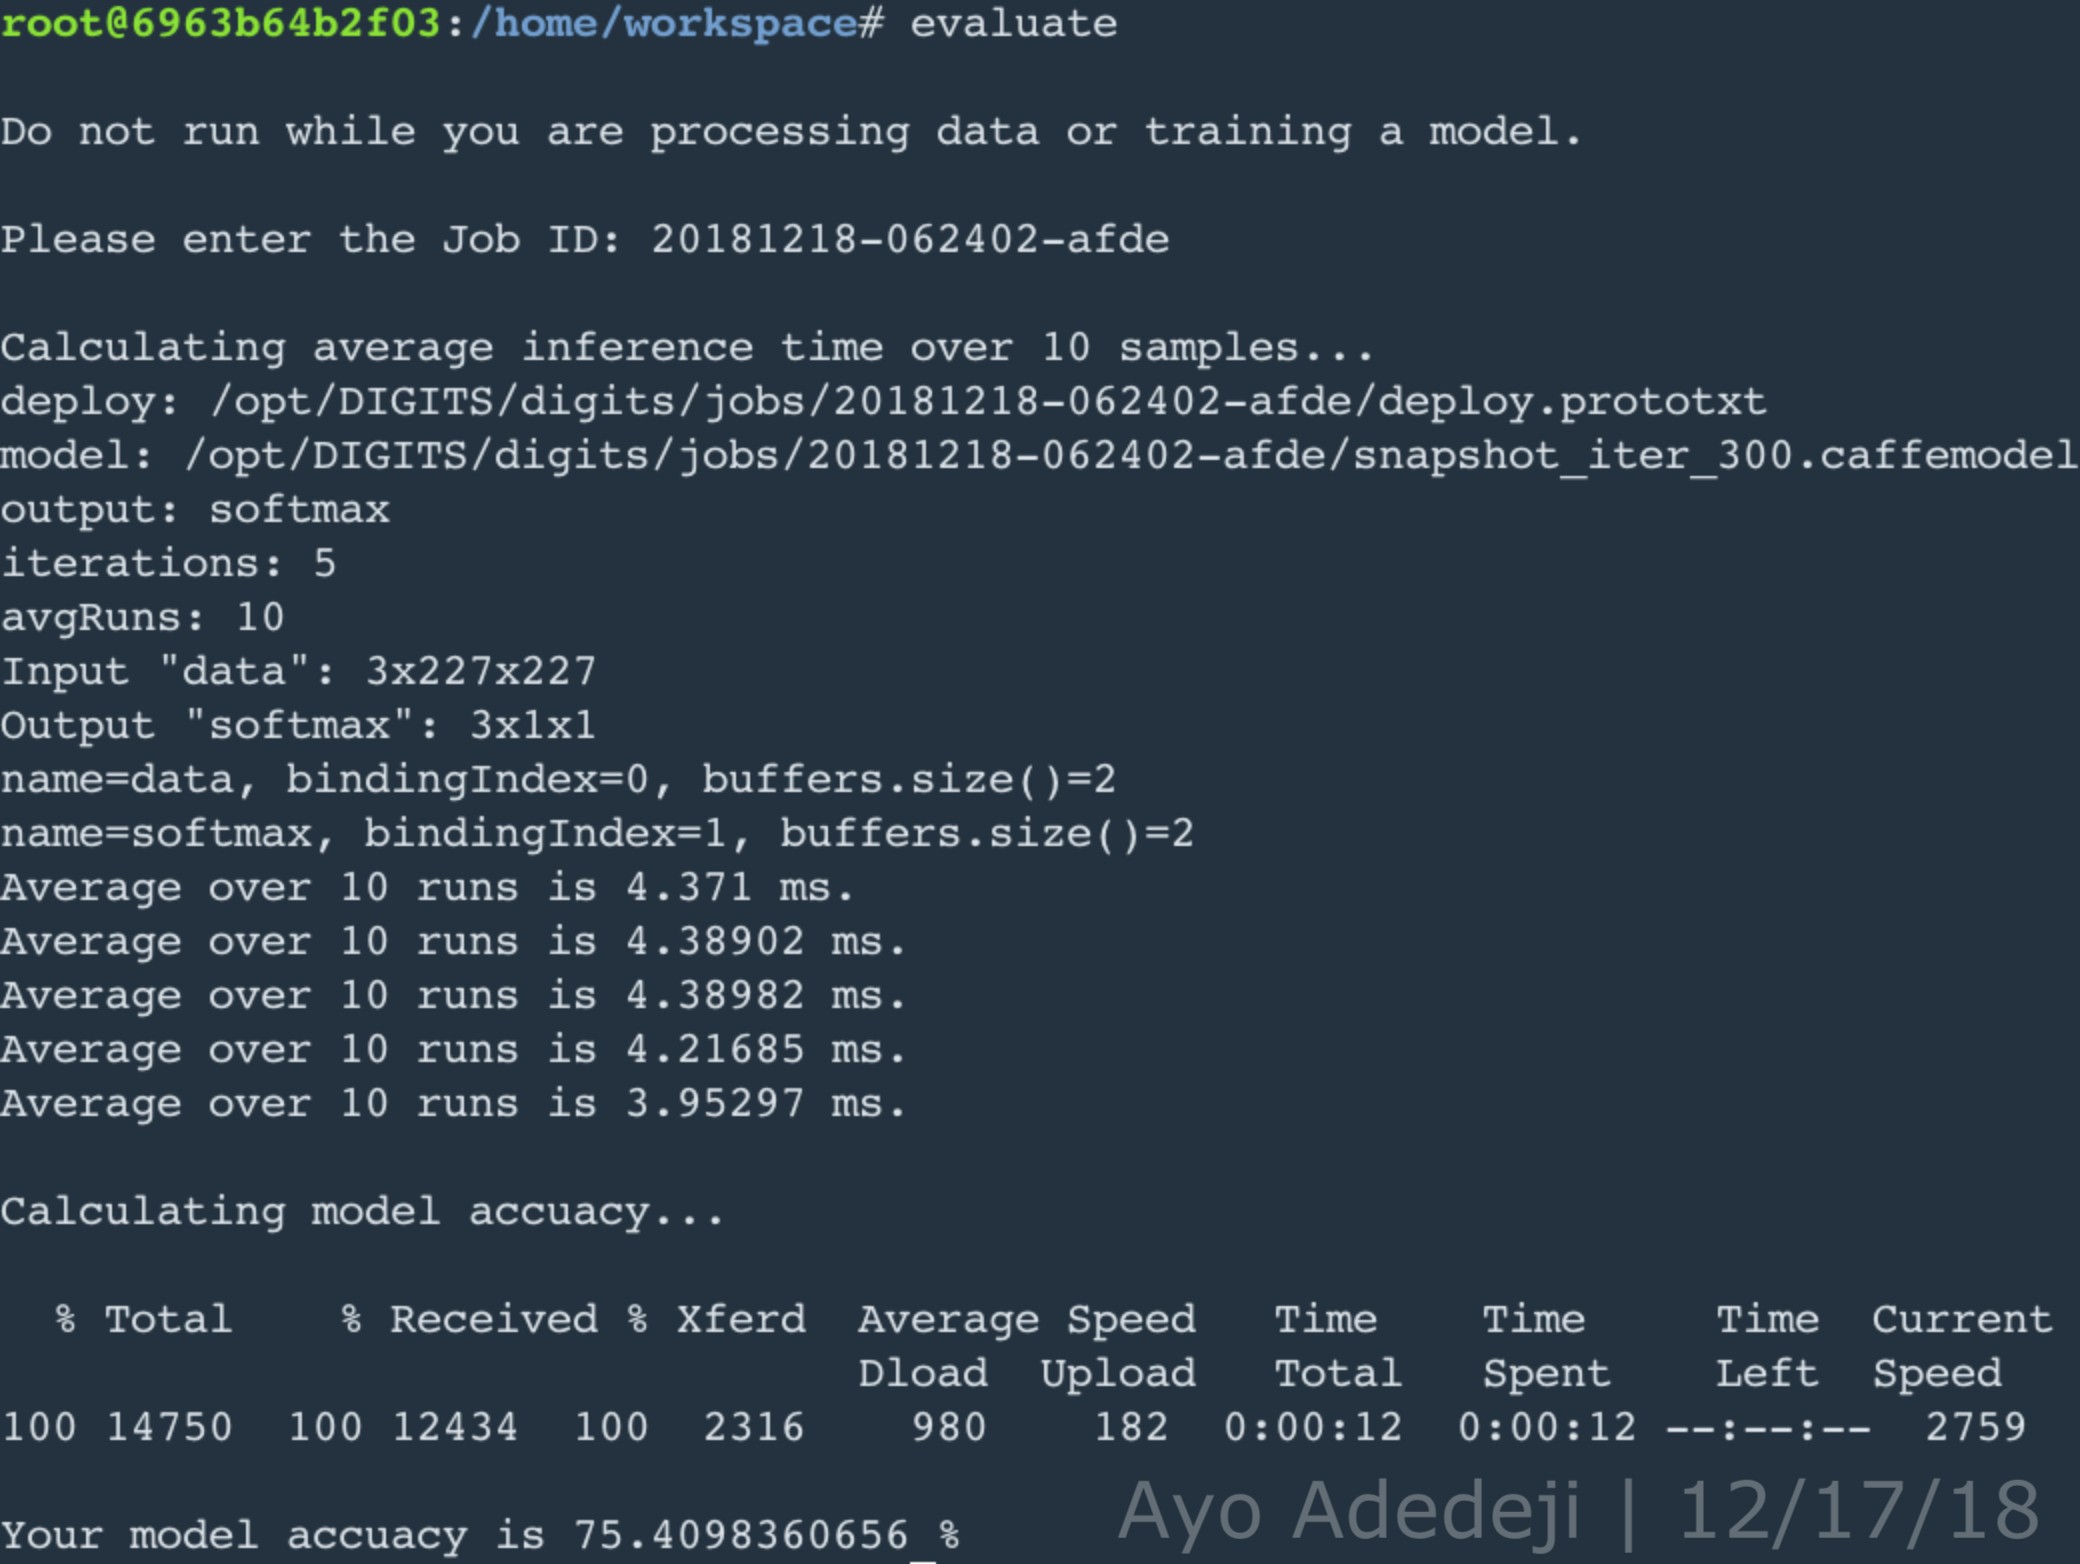 root@6963b64b2f03:/home/workspace# evaluate
Do not run while you are processing data or training a model.
Please enter the Job ID: 20181218-062402-afde
Calculating average inference time over 10 samples...
deploy: /opt/DIGITS/digits/jobs/20181218-062402-afde/deploy.prototxt
model: /opt/DIGITS/digits/jobs/20181218-062402-afde/snapshot_iter_300.caffemodel
output: softmax
iterations: 5
avgRuns: 10
Input "data": 3x227x227
Output "softmax": 3x1x1
name=data, bindingIndex=0, buffers.size()=2
name=softmax, bindingIndex=1, buffers.size()=2
Average over 10 runs is 4.371 ms.
Average over 10 runs is 4.38902 ms.
Average over 10 runs is 4.38982 ms.
Average over 10 runs is 4.21685 ms.
Average over 10 runs is 3.95297 ms.
Calculating model accuacy...
% Total % Received % Xferd Average Speed Time Time Time Current
Dload Upload Total Spent Left Speed
100 14750 100 12434 100 2316 980 182 0:00:12 0:00:12 --:--:-- 2759
Your model accuacy is 75.4098360656 %
Ayo Adedeji | 12/17/18